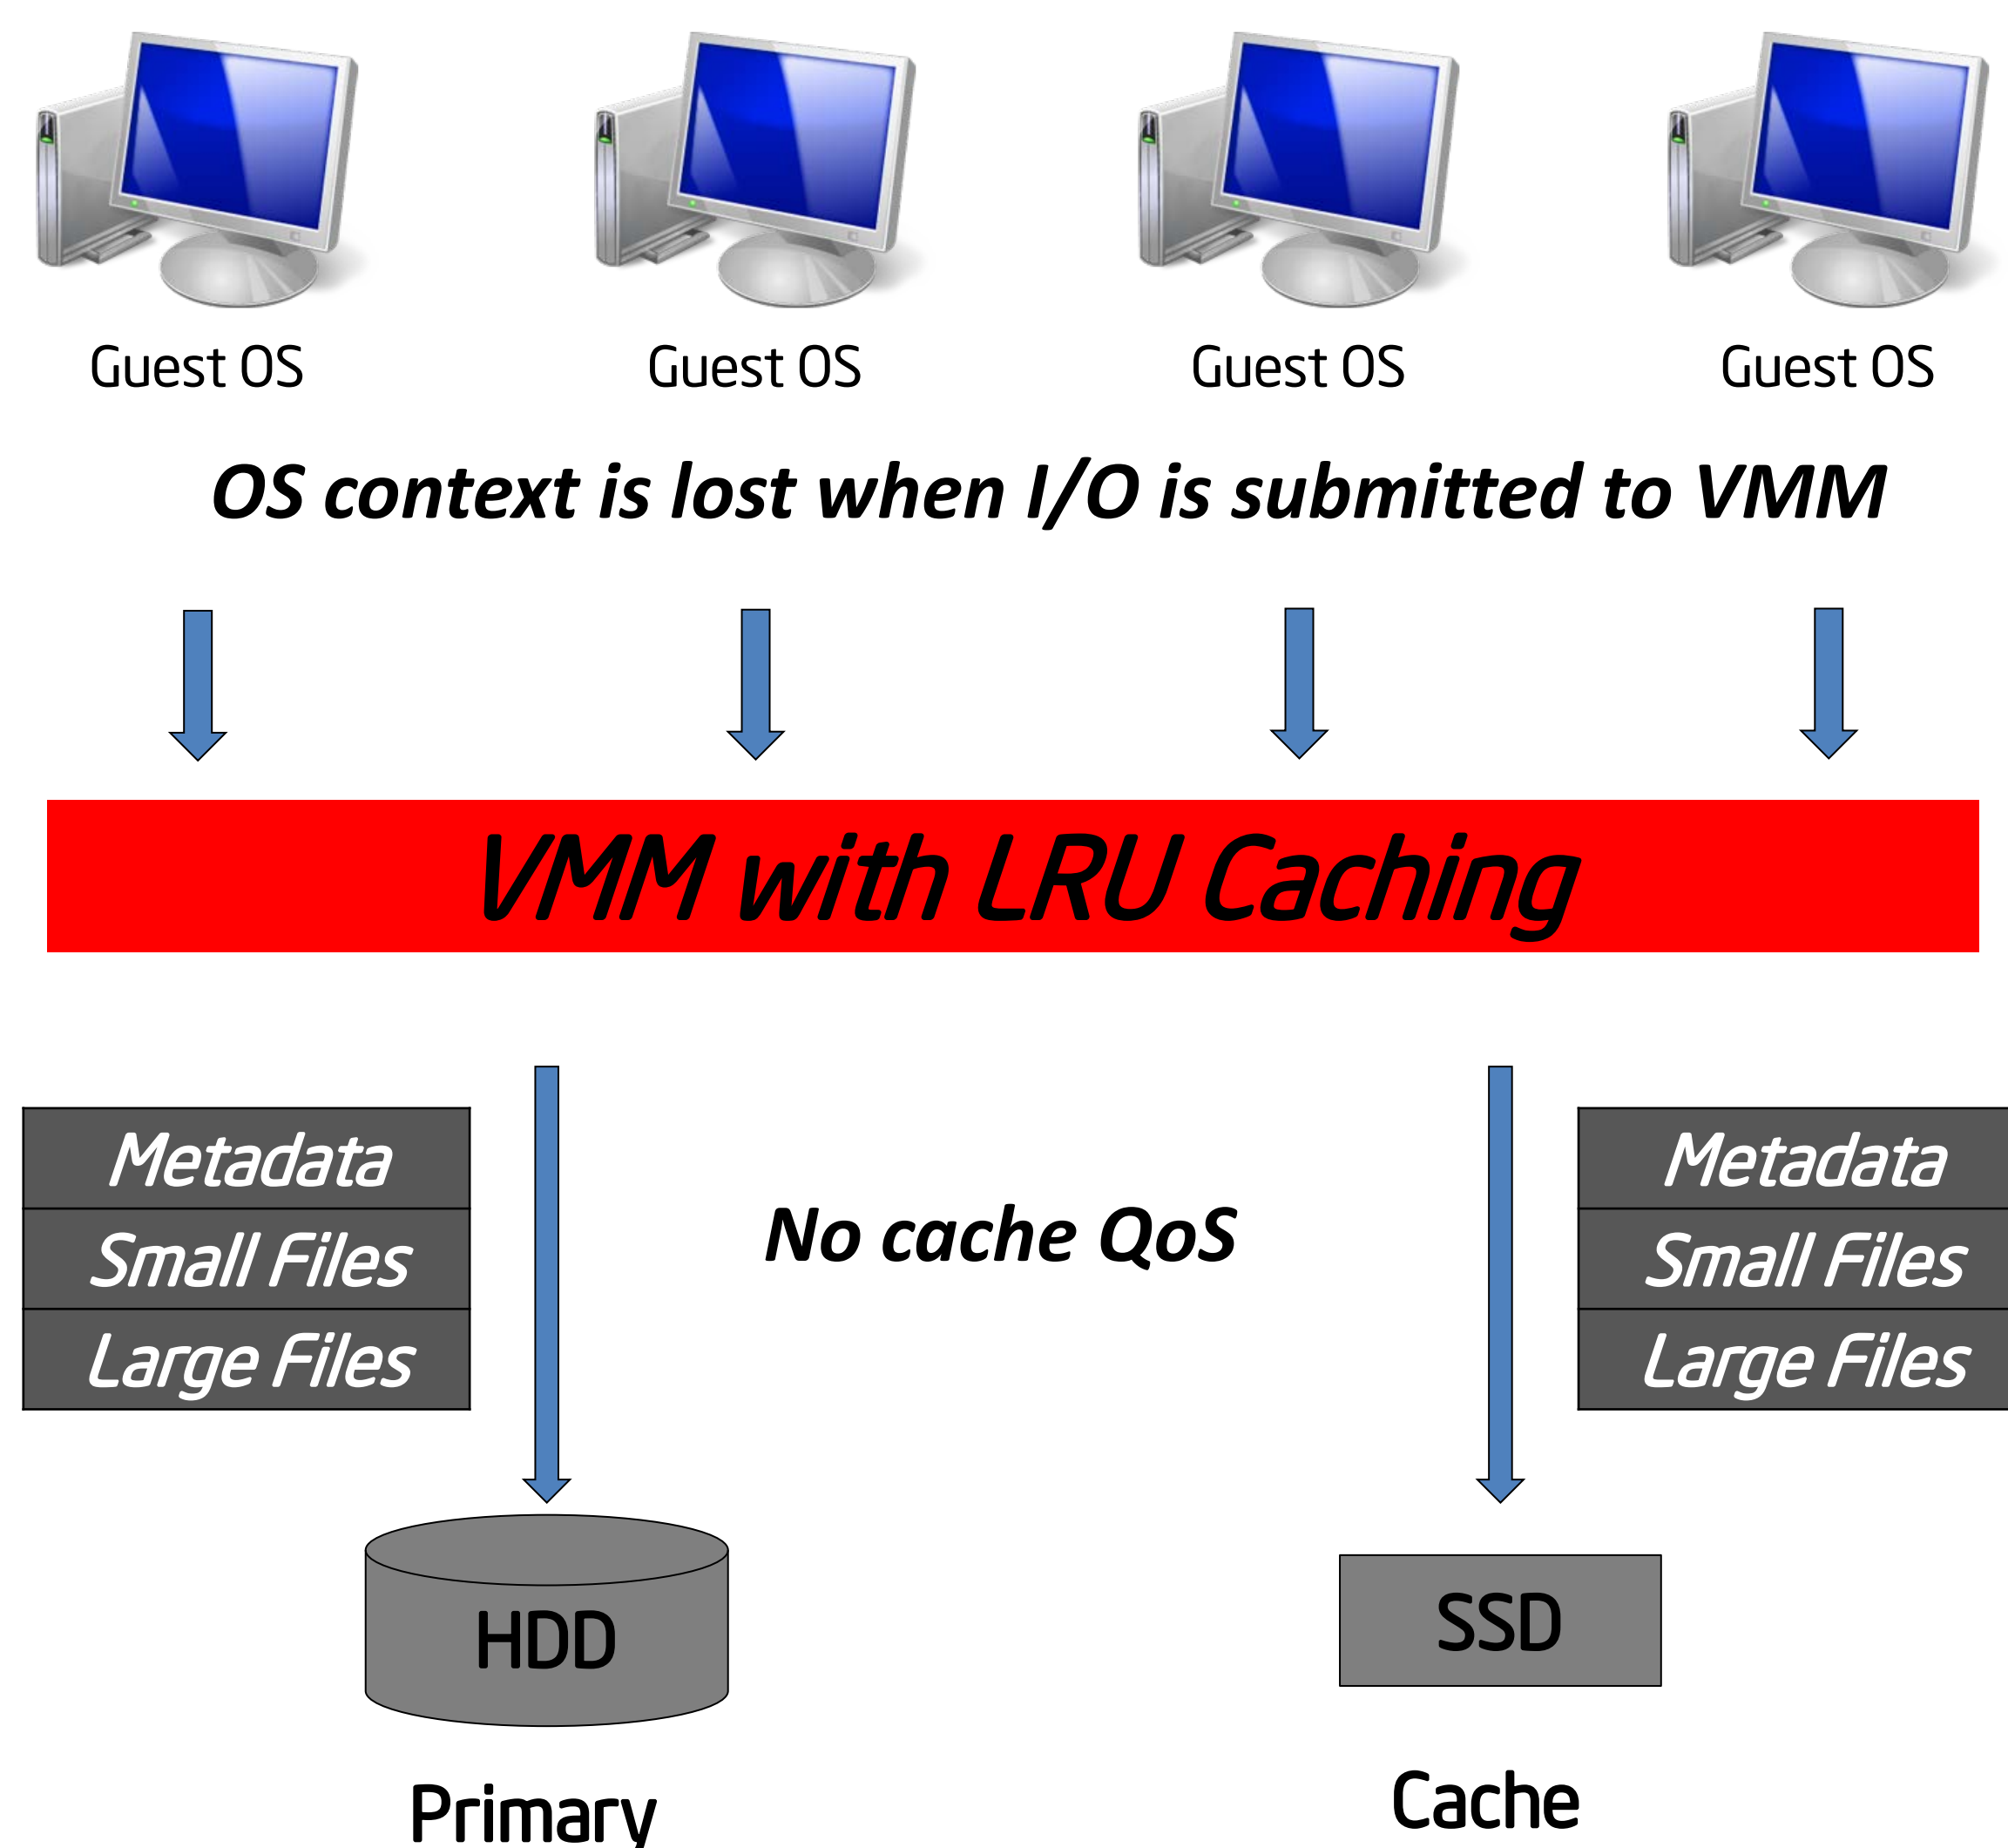 Guest OS
Guest OS
Guest OS
Guest OS
OS context is lost when I/O is submitted to VMM
VMM with LRU Caching
Metadata
Small Files
Large Files
No cache QoS
Metadata
Small Files
Large Files
HDD
SSD
Primary
Cache